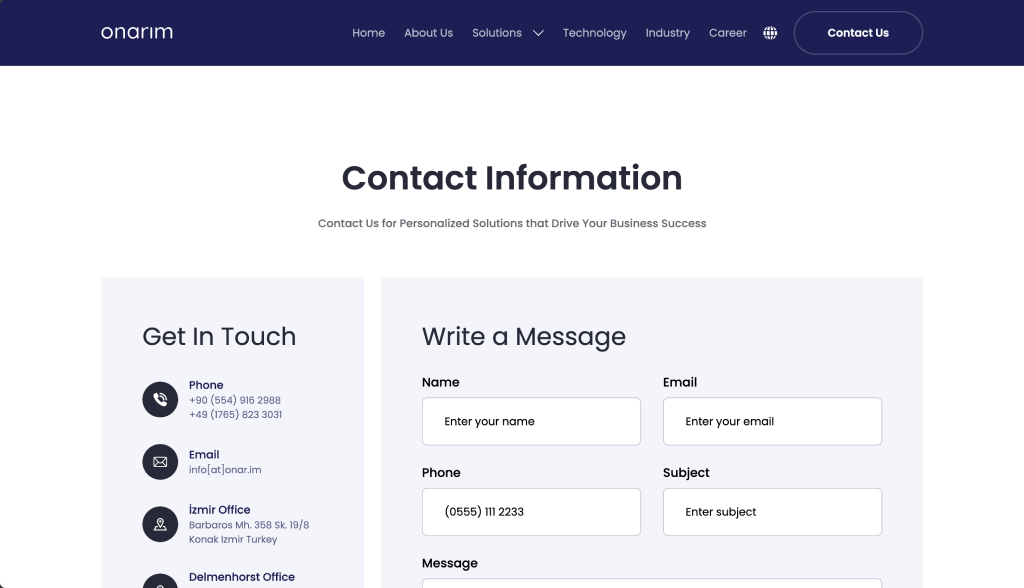 onarım
Home About Us Solutions Technology Industry Career Contact Us
Contact Information
Contact Us for Personalized Solutions that Drive Your Business Success
Get In Touch
Phone
+90 (554) 916 2988
+49 (1765) 823 3031
Email
info[at]onar.im
İzmir Office
Barbaros Mh. 358 Sk. 19/8
Konak Izmir Turkey
Delmenhorst Office
Write a Message
Name Email
Enter your name Enter your email
Phone Subject
(0555) 111 2233 Enter subject
Message